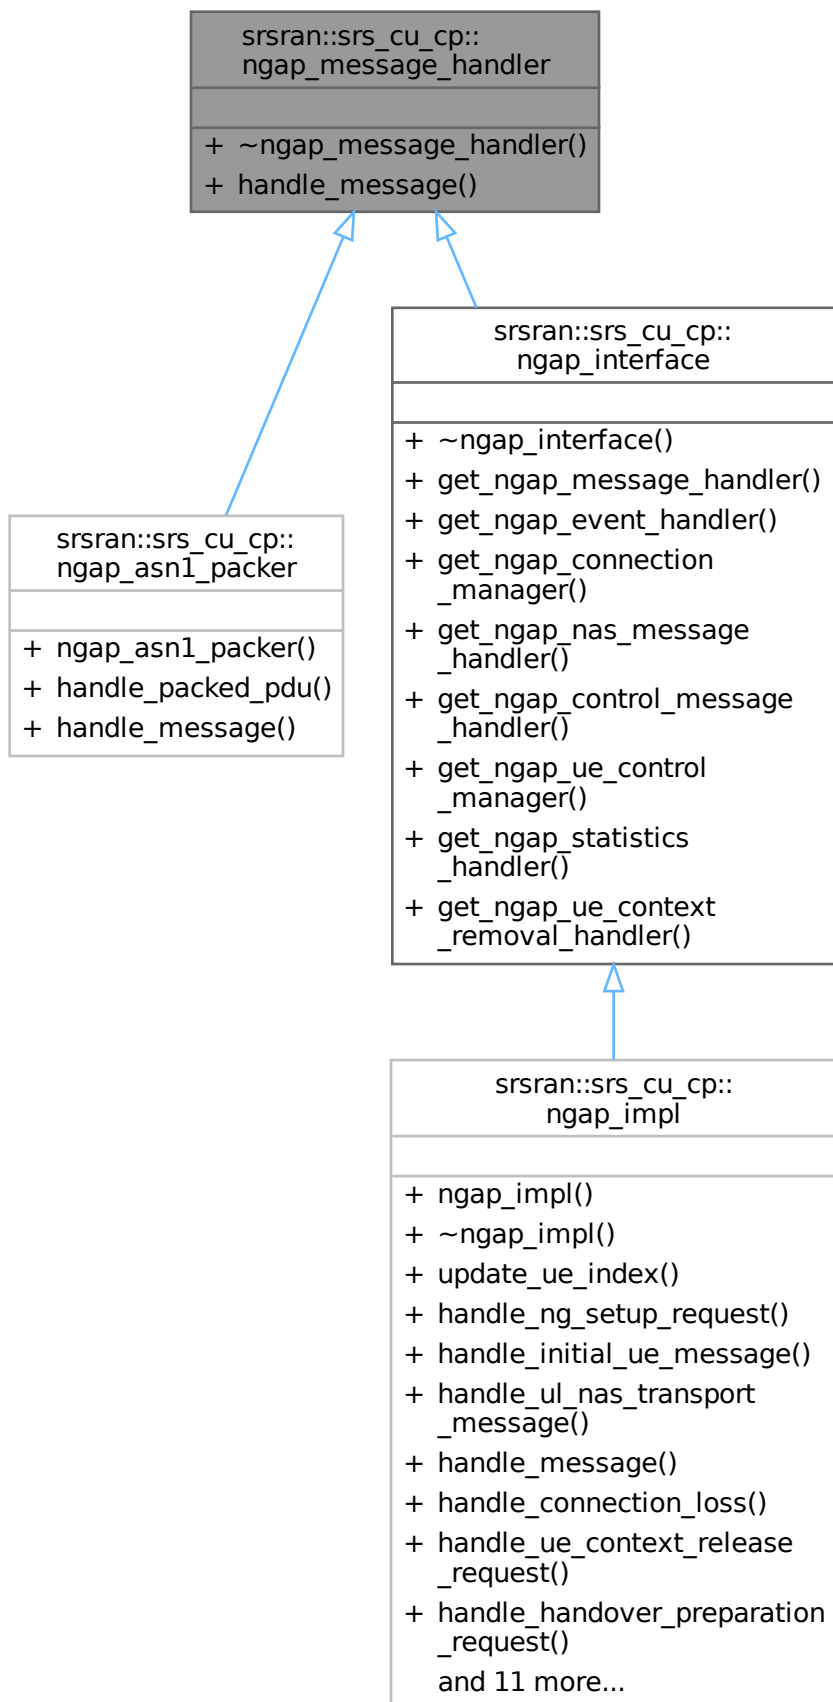 srsran::srs_cu_cp::
ngap_message_handler
+ ~ngap_message_handler()
+ handle_message()
srsran::srs_cu_cp::
ngap_interface
+ ~ngap_interface()
+ get_ngap_message_handler()
+ get_ngap_event_handler()
+ get_ngap_connection
_manager()
+ get_ngap_nas_message
_handler()
+ get_ngap_control_message
_handler()
+ get_ngap_ue_control
_manager()
+ get_ngap_statistics
_handler()
+ get_ngap_ue_context
_removal_handler()
srsran::srs_cu_cp::
ngap_asn1_packer
+ ngap_asn1_packer()
+ handle_packed_pdu()
+ handle_message()
srsran::srs_cu_cp::
ngap_impl
+ ngap_impl()
+ ~ngap_impl()
+ update_ue_index()
+ handle_ng_setup_request()
+ handle_initial_ue_message()
+ handle_ul_nas_transport
_message()
+ handle_message()
+ handle_connection_loss()
+ handle_ue_context_release
_request()
+ handle_handover_preparation
_request()
and 11 more...